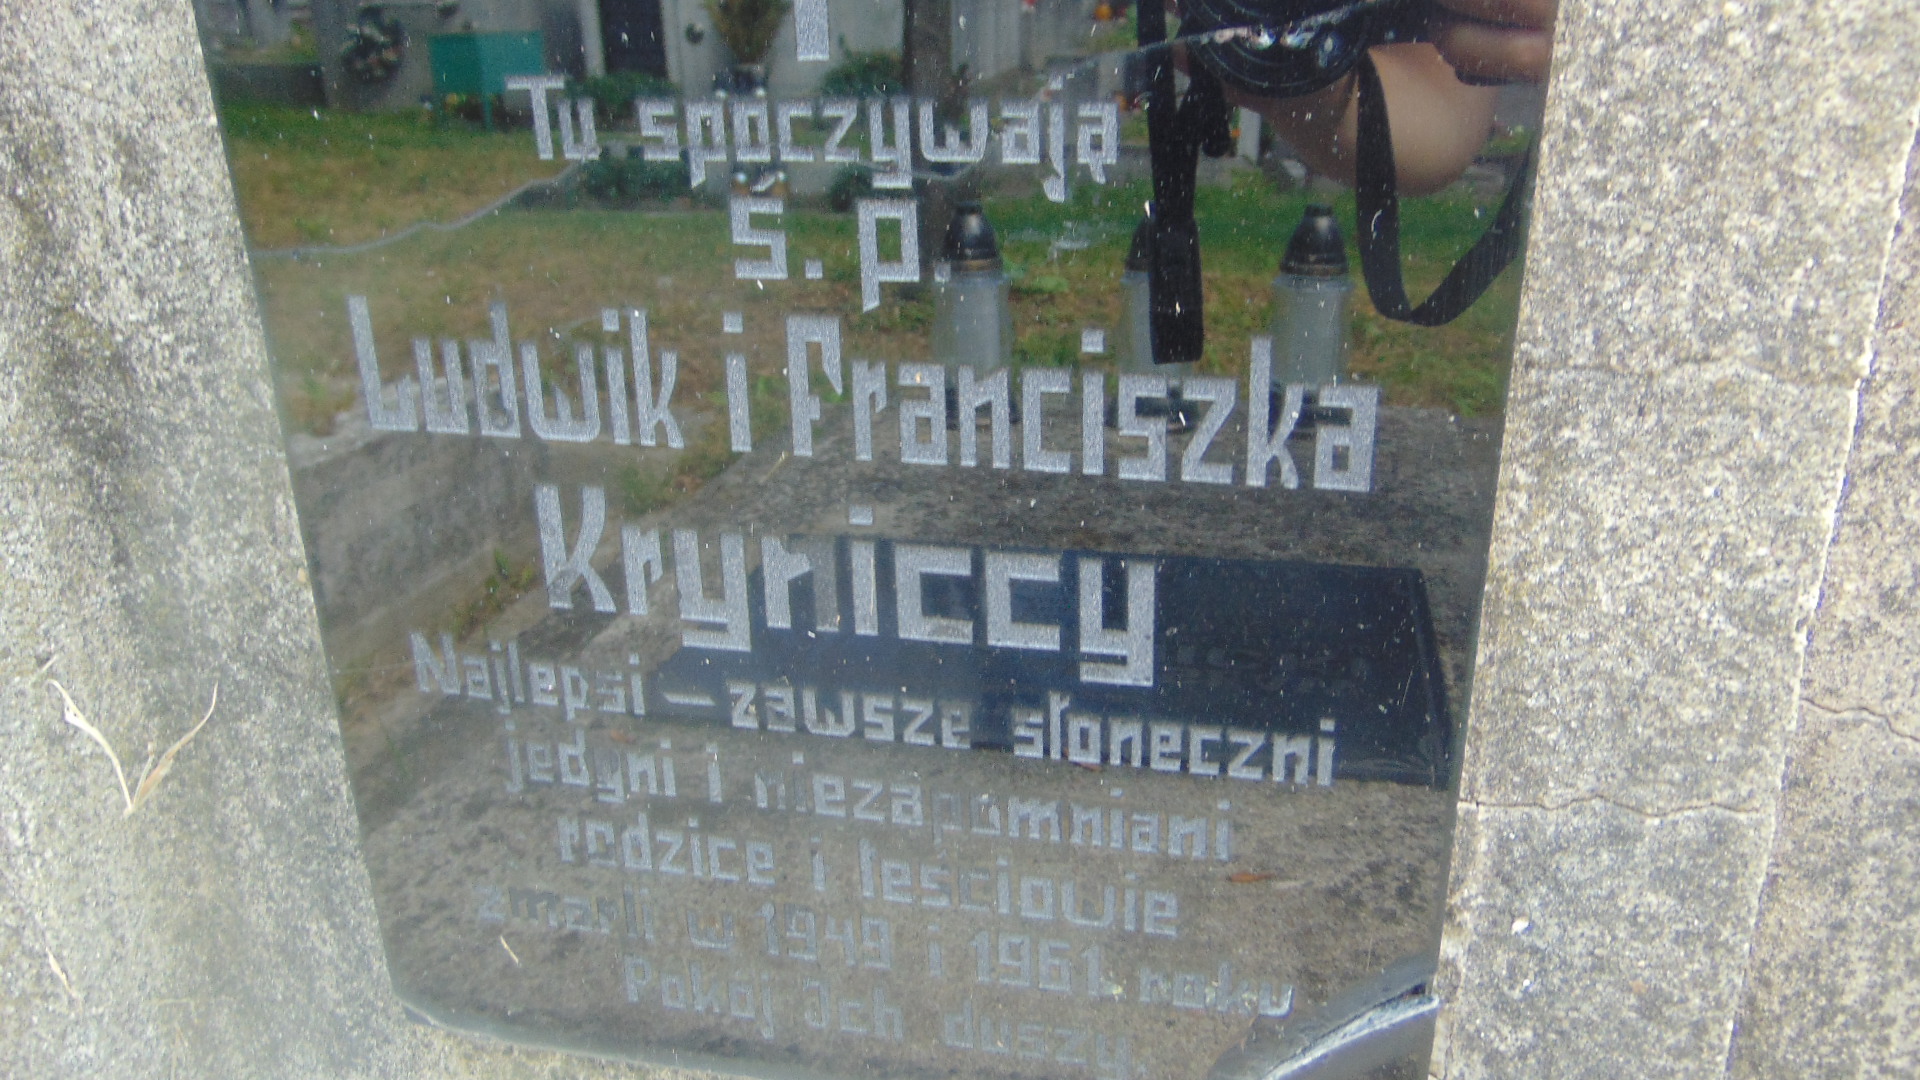 Tu spoczywają
ś.p.
Ludwik i Franciszka
Kryniccy
Najlepsi – zawsze słoneczni
jedyni i niezapomniani
rodzice i teściowie
zmarli w 1949 i 1961 roku
Pokój Ich duszy.